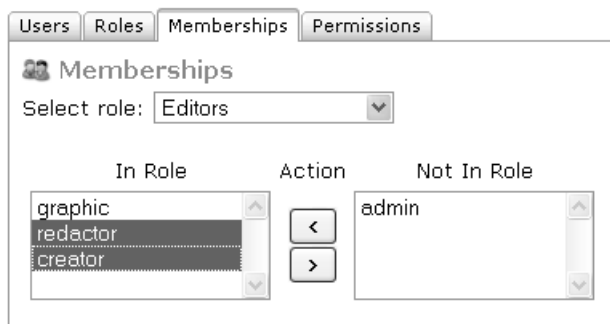 Users Roles Memberships Permissions
Memberships
Select role: Editors
In Role Action Not In Role
graphic < admin
redactor
creator >